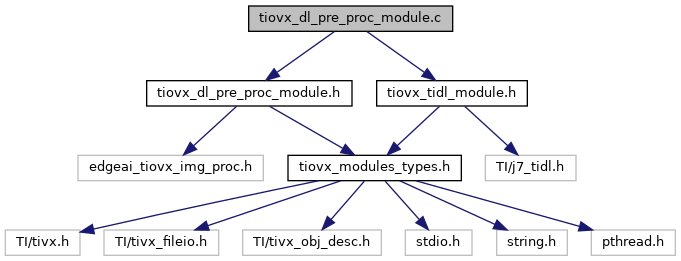 tiovx_dl_pre_proc_module.c
tiovx_dl_pre_proc_module.h
tiovx_tidl_module.h
edgeai_tiovx_img_proc.h
tiovx_modules_types.h
TI/j7_tidl.h
TI/tivx.h
TI/tivx_fileio.h
TI/tivx_obj_desc.h
stdio.h
string.h
pthread.h